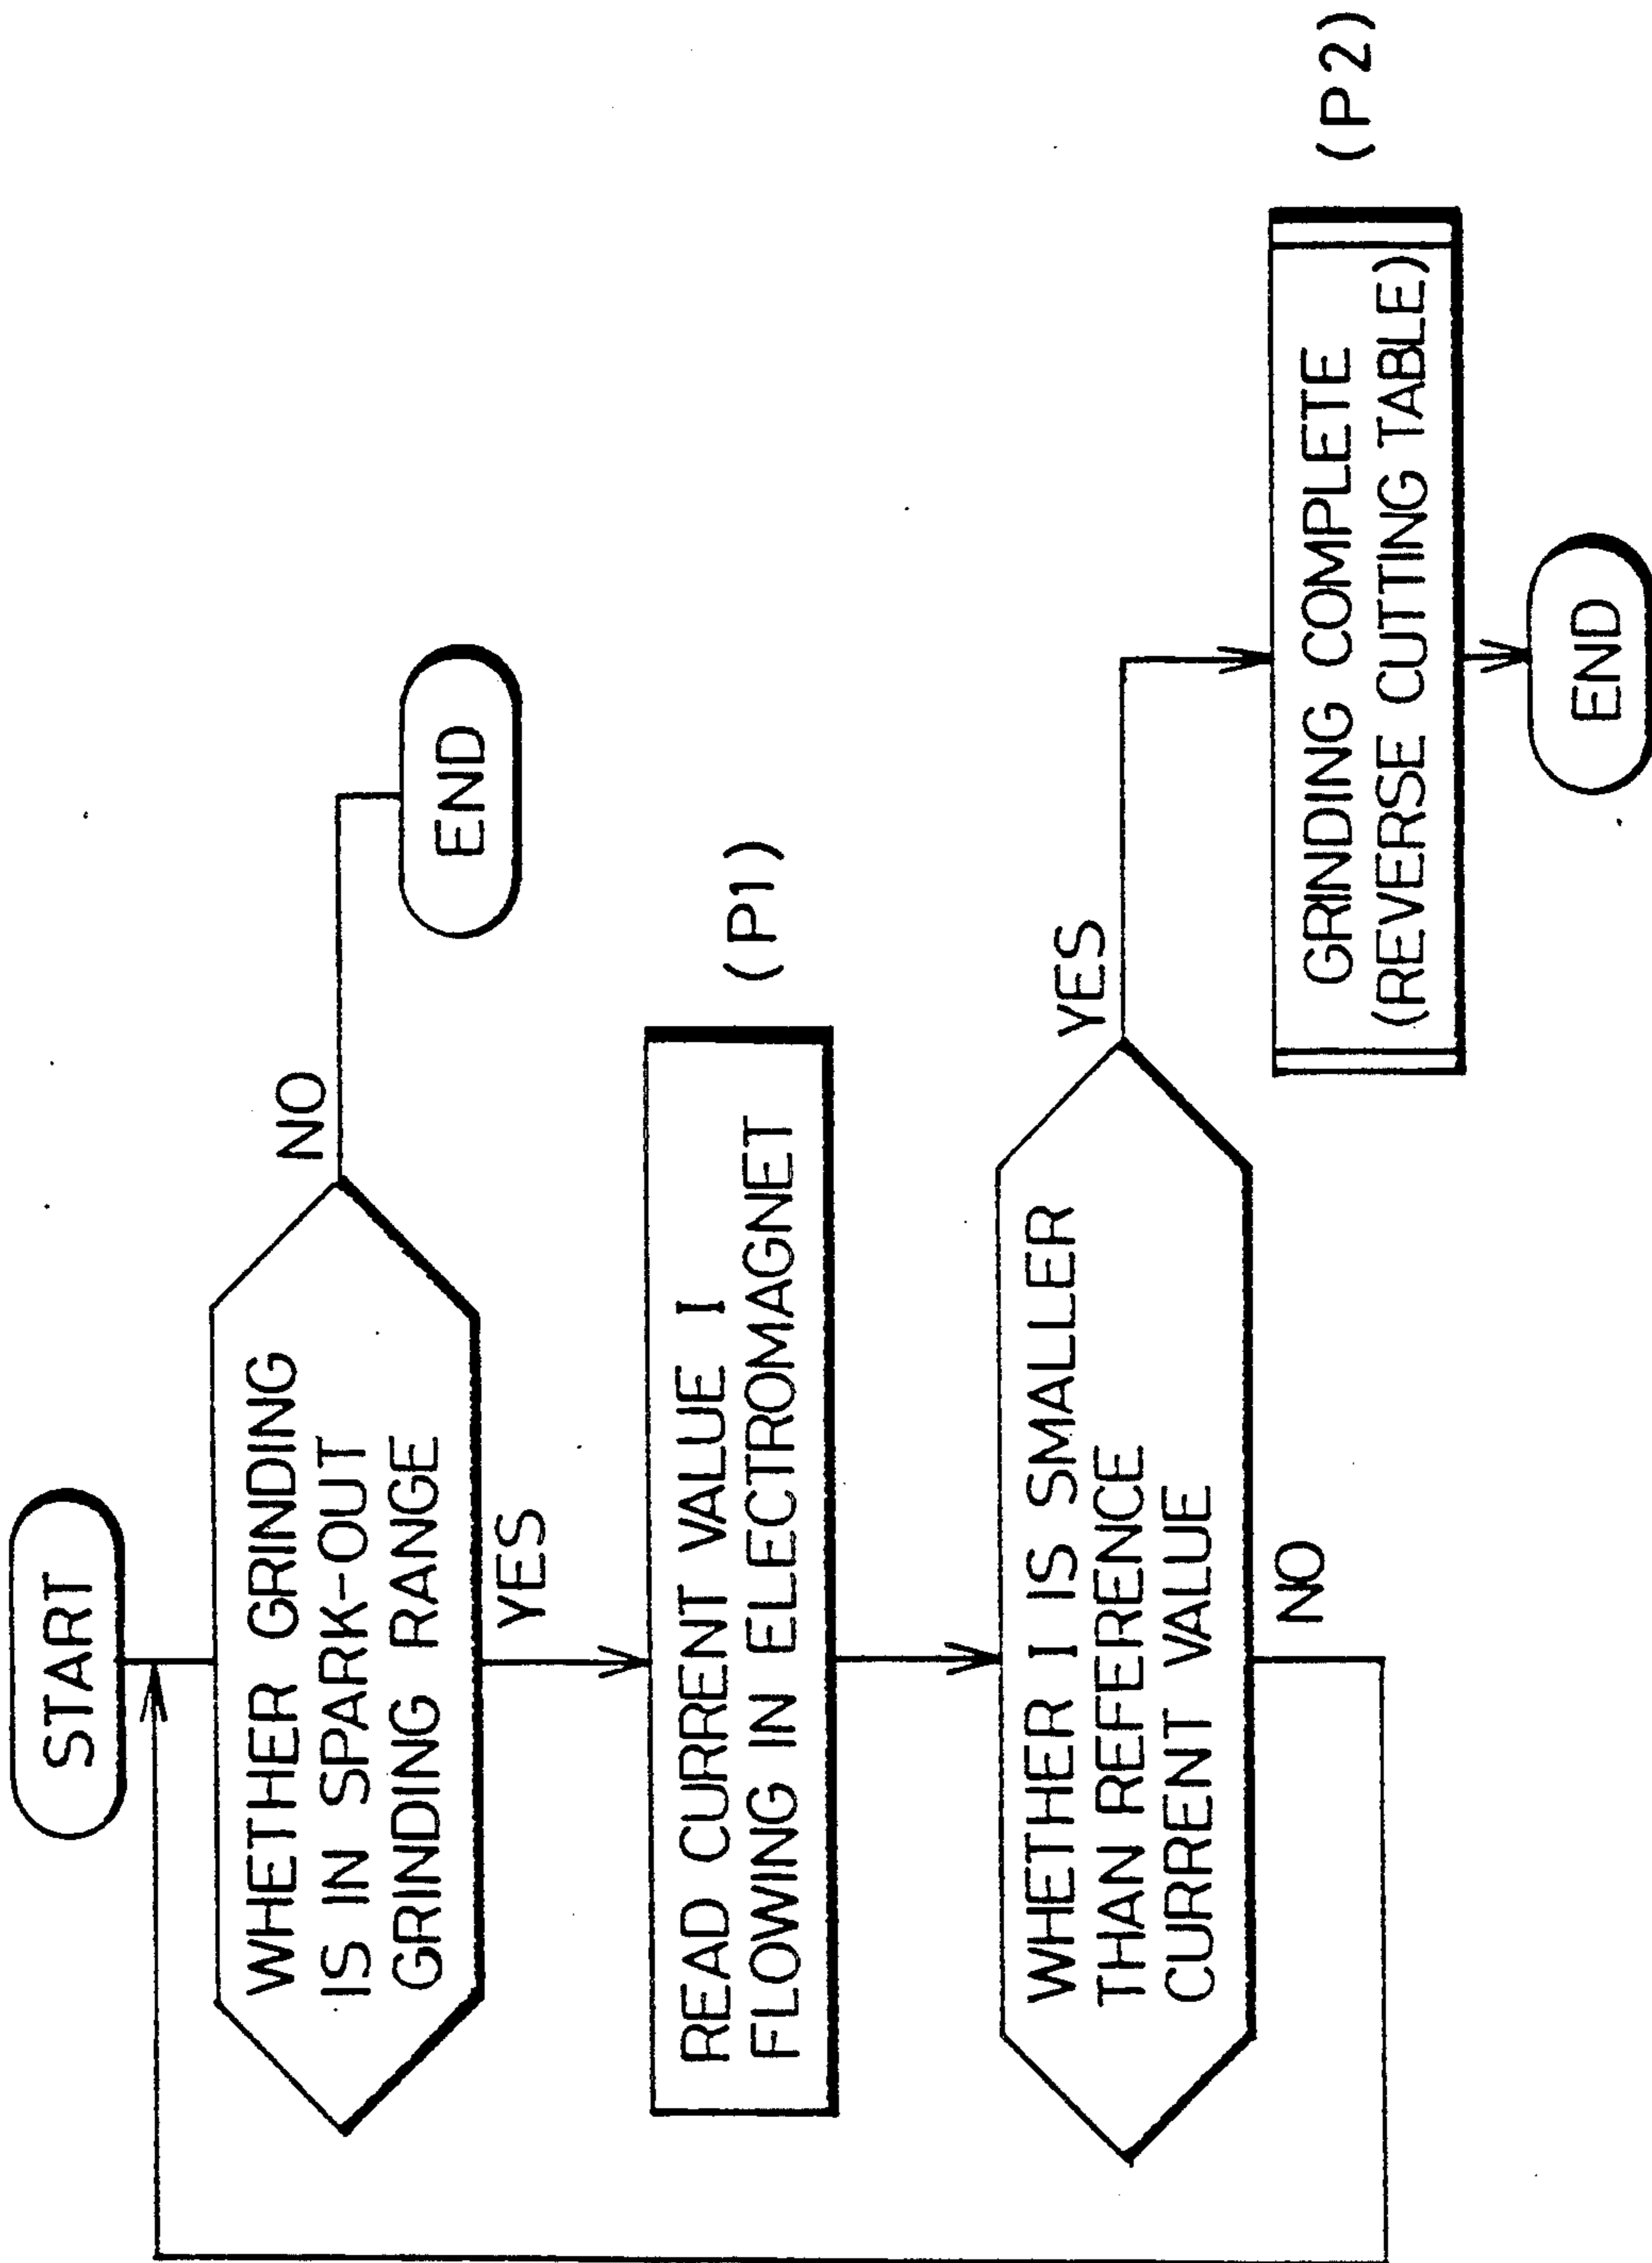 START
WHETHER GRINDING
IS IN SPARK-OUT
GRINDING RANGE
NO
END
YES
READ CURRENT VALUE I
FLOWING IN ELECTROMAGNET
(P1)
WHETHER I IS SMALLER
THAN REFERENCE
CURRENT VALUE
YES
NO
GRINDING COMPLETE
(REVERSE CUTTING TABLE)
(P2)
END